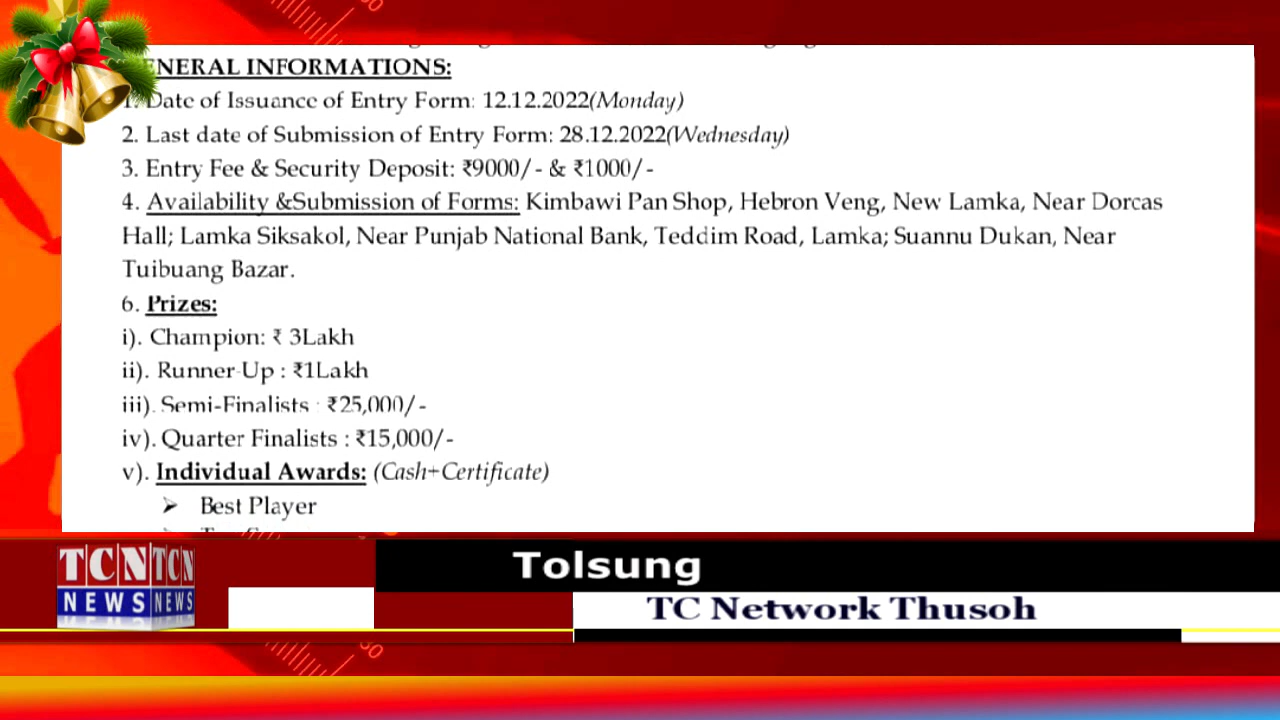 GENERAL INFORMATIONS:
1. Date of Issuance of Entry Form: 12.12.2022(Monday)
2. Last date of Submission of Entry Form: 28.12.2022(Wednesday)
3. Entry Fee & Security Deposit: ₹9000/- & ₹1000/-
4. Availability &Submission of Forms: Kimbawi Pan Shop, Hebron Veng, New Lamka, Near Dorcas
Hall; Lamka Siksakol, Near Punjab National Bank, Teddim Road, Lamka; Suannu Dukan, Near
Tuibuang Bazar.
6. Prizes:
i). Champion: ₹ 3Lakh
ii). Runner-Up : ₹1Lakh
iii). Semi-Finalists : ₹25,000/-
iv). Quarter Finalists : ₹15,000/-
v). Individual Awards: (Cash+Certificate)
➢ Best Player
TCN TCN
NEWS NEWS
Tolsung
TC Network Thusoh